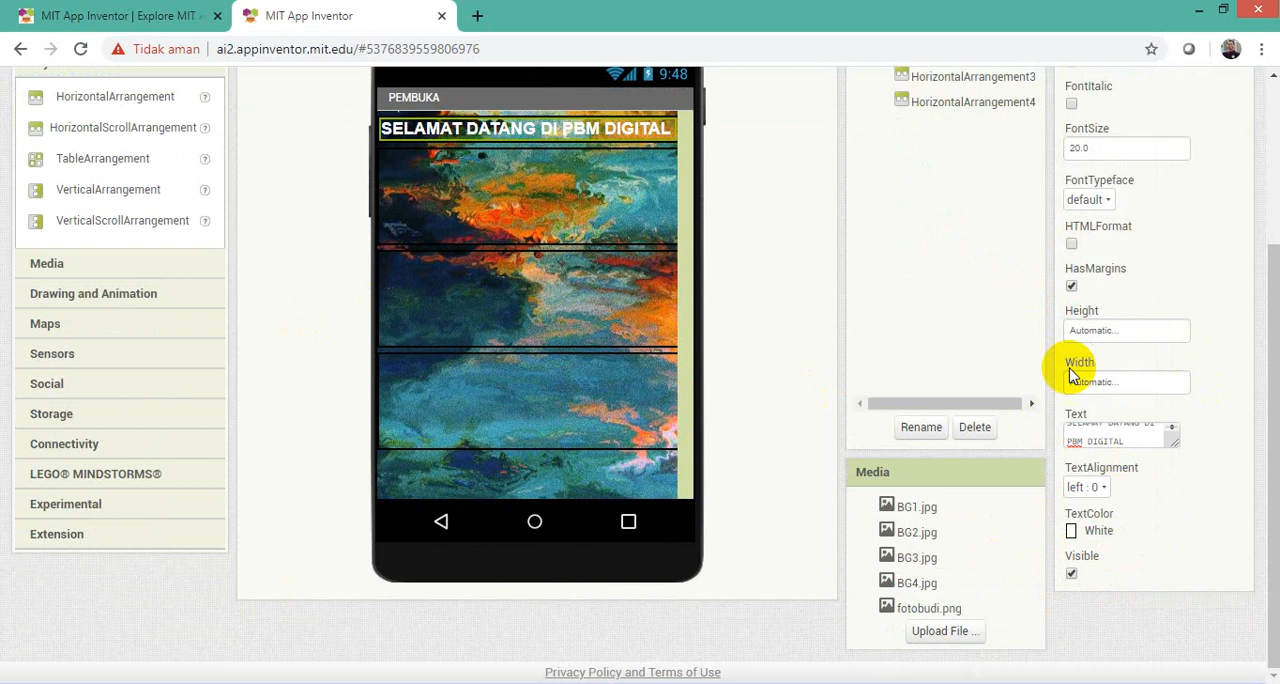 MIT App Inventor | Explore MIT
MIT App Inventor
Tidak aman
ai2.appinventor.mit.edu/#5376839559806976
HorizontalArrangement
HorizontalScrollArrangement
TableArrangement
VerticalArrangement
VerticalScrollArrangement
Media
Drawing and Animation
Maps
Sensors
Social
Storage
Connectivity
LEGO® MINDSTORMS®
Experimental
Extension
9:48
PEMBUKA
SELAMAT DATANG DI PBM DIGITAL
HorizontalArrangement3
HorizontalArrangement4
Rename
Delete
Media
BG1.jpg
BG2.jpg
BG3.jpg
BG4.jpg
fotobudi.png
Upload File ...
FontItalic
FontSize
20.0
FontTypeface
default
HTMLFormat
HasMargins
Height
Automatic...
Width
Automatic...
Text
SELAMAT DATANG DI
PBM DIGITAL
TextAlignment
left : 0
TextColor
White
Visible
Privacy Policy and Terms of Use